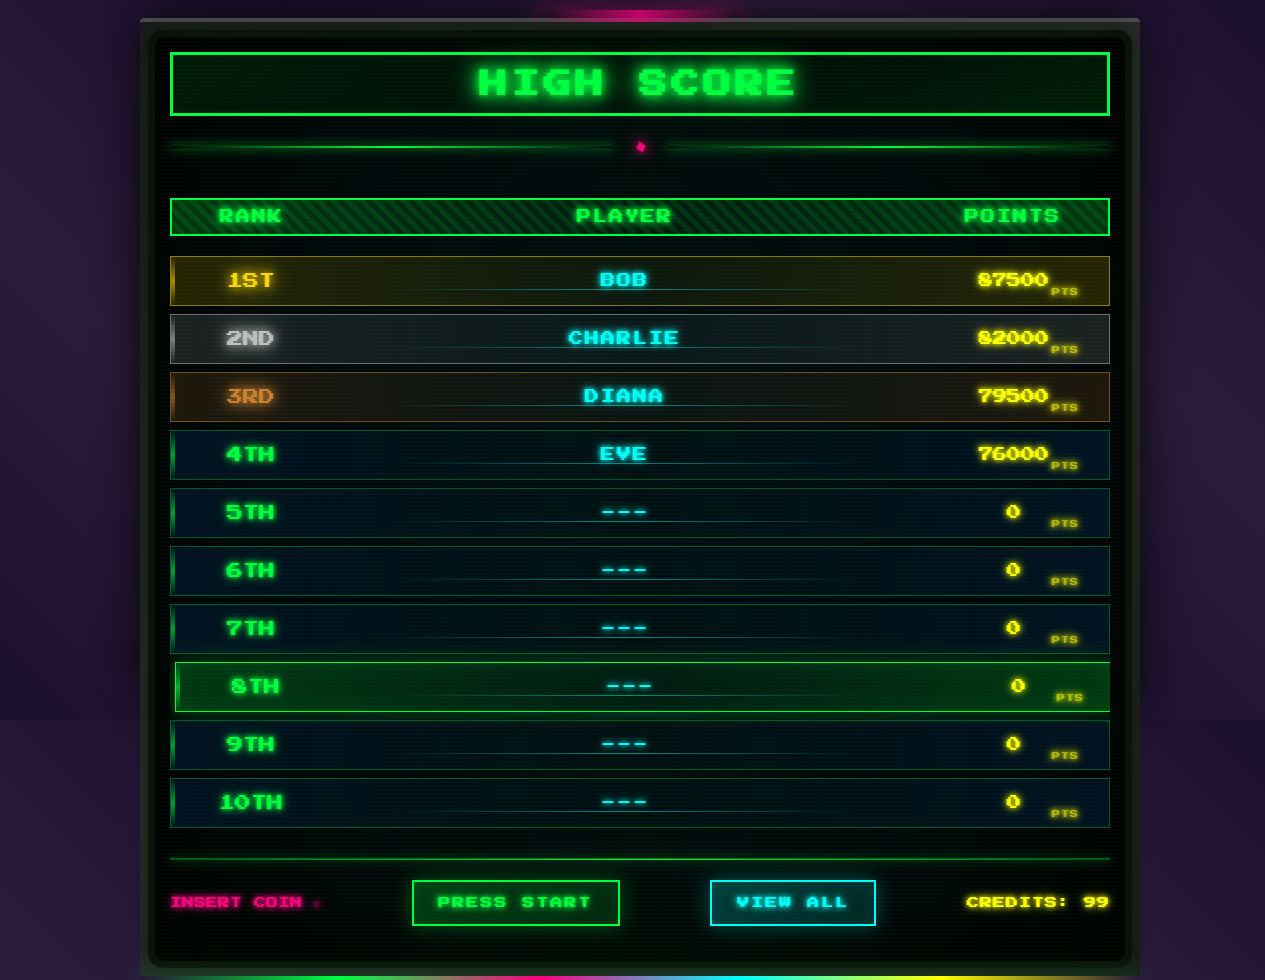 HIGH SCORE
RANK PLAYER POINTS
1ST BOB 87500 PTS
2ND CHARLIE 82000 PTS
3RD DIANA 79500 PTS
4TH EVE 76000 PTS
5TH --- 0 PTS
6TH --- 0 PTS
7TH --- 0 PTS
8TH --- 0 PTS
9TH --- 0 PTS
10TH --- 0 PTS
INSERT COIN PRESS START VIEW ALL CREDITS: 99